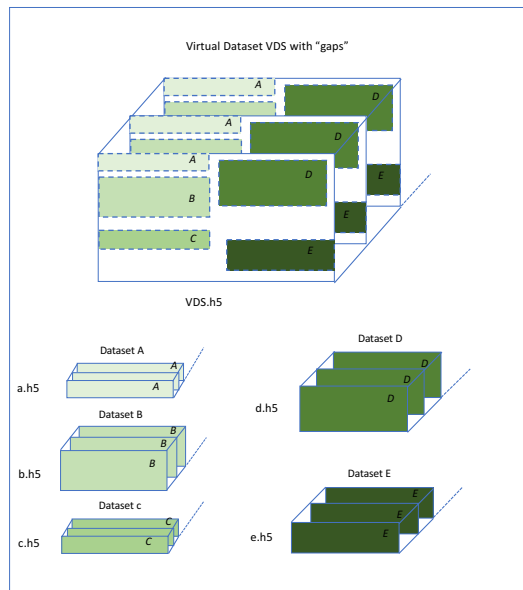 Virtual Dataset VDS with “gaps”
A
D
A
D
A
D
E
B
E
C
E
VDS.h5
Dataset A
A
a.h5
A
Dataset B
B
B
b.h5
B
Dataset c
C
c.h5
C
Dataset D
D
D
d.h5
D
Dataset E
E
E
e.h5
E